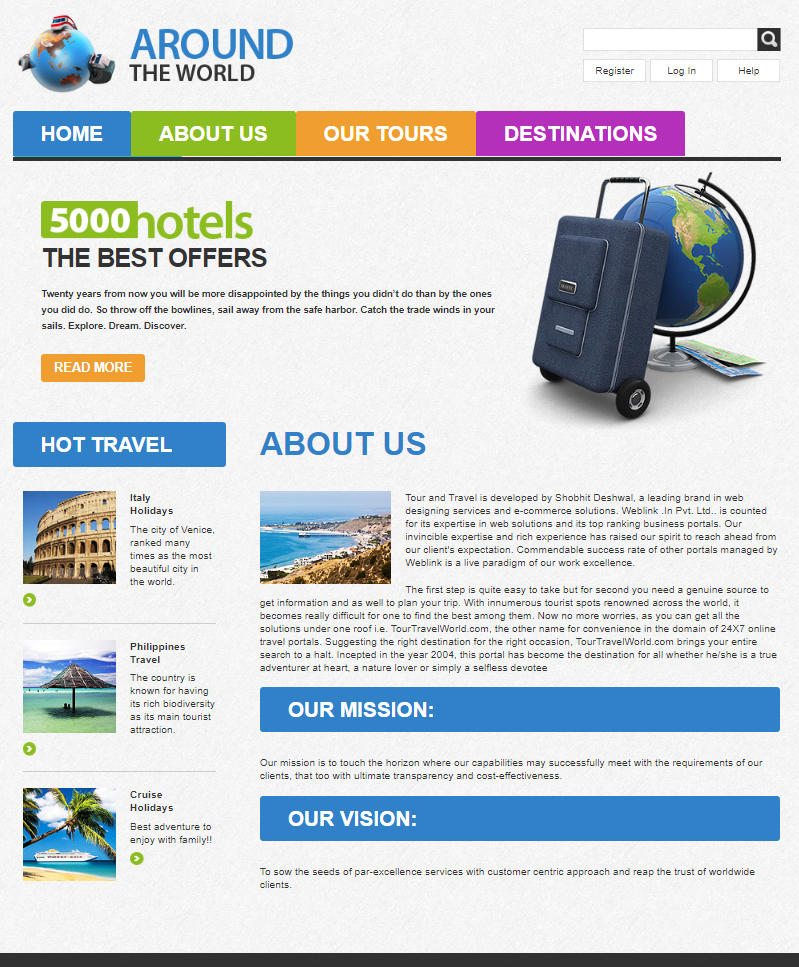 AROUND
THE WORLD
Register
Log In
Help
HOME
ABOUT US
OUR TOURS
DESTINATIONS
5000hotels
THE BEST OFFERS
Twenty years from now you will be more disappointed by the things you didn't do than by the ones
you did do. So throw off the bowlines, sail away from the safe harbor. Catch the trade winds in your
sails. Explore. Dream. Discover.
READ MORE
HOT TRAVEL
Italy
Holidays
The city of Venice,
ranked many
times as the most
beautiful city in
the world.
Philippines
Travel
The country is
known for having
its rich biodiversity
as its main tourist
attraction.
Cruise
Holidays
Best adventure to
enjoy with family!!
ABOUT US
Tour and Travel is developed by Shobhit Deshwal, a leading brand in web
designing services and e-commerce solutions. Weblink .In Pvt. Ltd.. is counted
for its expertise in web solutions and its top ranking business portals. Our
invincible expertise and rich experience has raised our spirit to reach ahead from
our client's expectation. Commendable success rate of other portals managed by
Weblink is a live paradigm of our work excellence.
The first step is quite easy to take but for second you need a genuine source to
get information and as well to plan your trip. With innumerous tourist spots renowned across the world, it
becomes really difficult for one to find the best among them. Now no more worries, as you can get all the
solutions under one roof i.e. TourTravelWorld.com, the other name for convenience in the domain of 24X7 online
travel portals. Suggesting the right destination for the right occasion, TourTravelWorld.com brings your entire
search to a halt. Incepted in the year 2004, this portal has become the destination for all whether he/she is a true
adventurer at heart, a nature lover or simply a selfless devotee
OUR MISSION:
Our mission is to touch the horizon where our capabilities may successfully meet with the requirements of our
clients, that too with ultimate transparency and cost-effectiveness.
OUR VISION:
To sow the seeds of par-excellence services with customer centric approach and reap the trust of worldwide
clients.